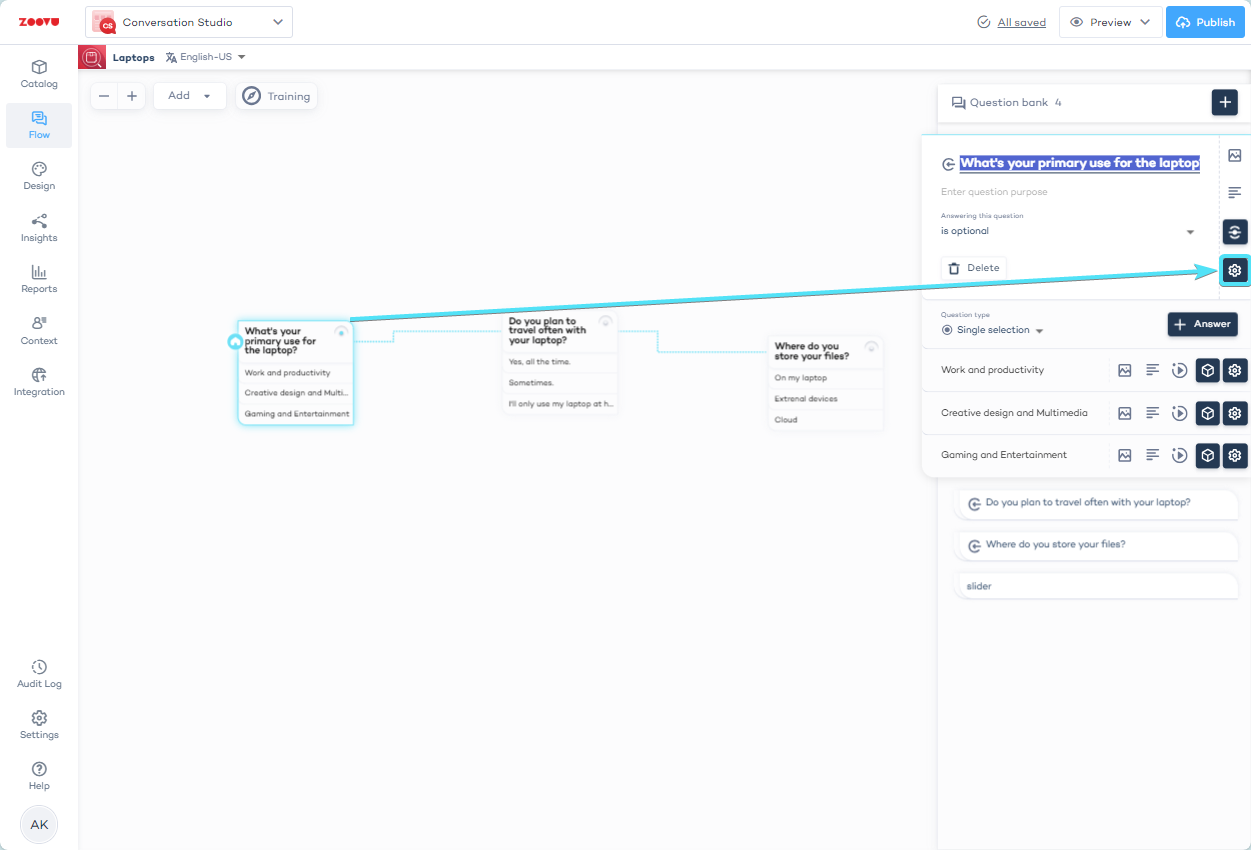 ZOOVU
CS
Conversation Studio
All saved
Preview
Publish
Laptops
English-US
Catalog
Flow
Design
Insights
Reports
Context
Integration
Audit Log
Settings
Help
AK
Add
Training
What's your
primary use for
the laptop?
Work and productivity
Creative design and Multi...
Gaming and Entertainment
Do you plan to
travel often with
your laptop?
Yes, all the time.
Sometimes.
I'll only use my laptop at h...
Where do you
store your files?
On my laptop
Extrenal devices
Cloud
Question bank 4
What's your primary use for the laptop
Enter question purpose
Answering this question
is optional
Delete
Question type
Single selection
Answer
Work and productivity
Creative design and Multimedia
Gaming and Entertainment
Do you plan to travel often with your laptop?
Where do you store your files?
slider